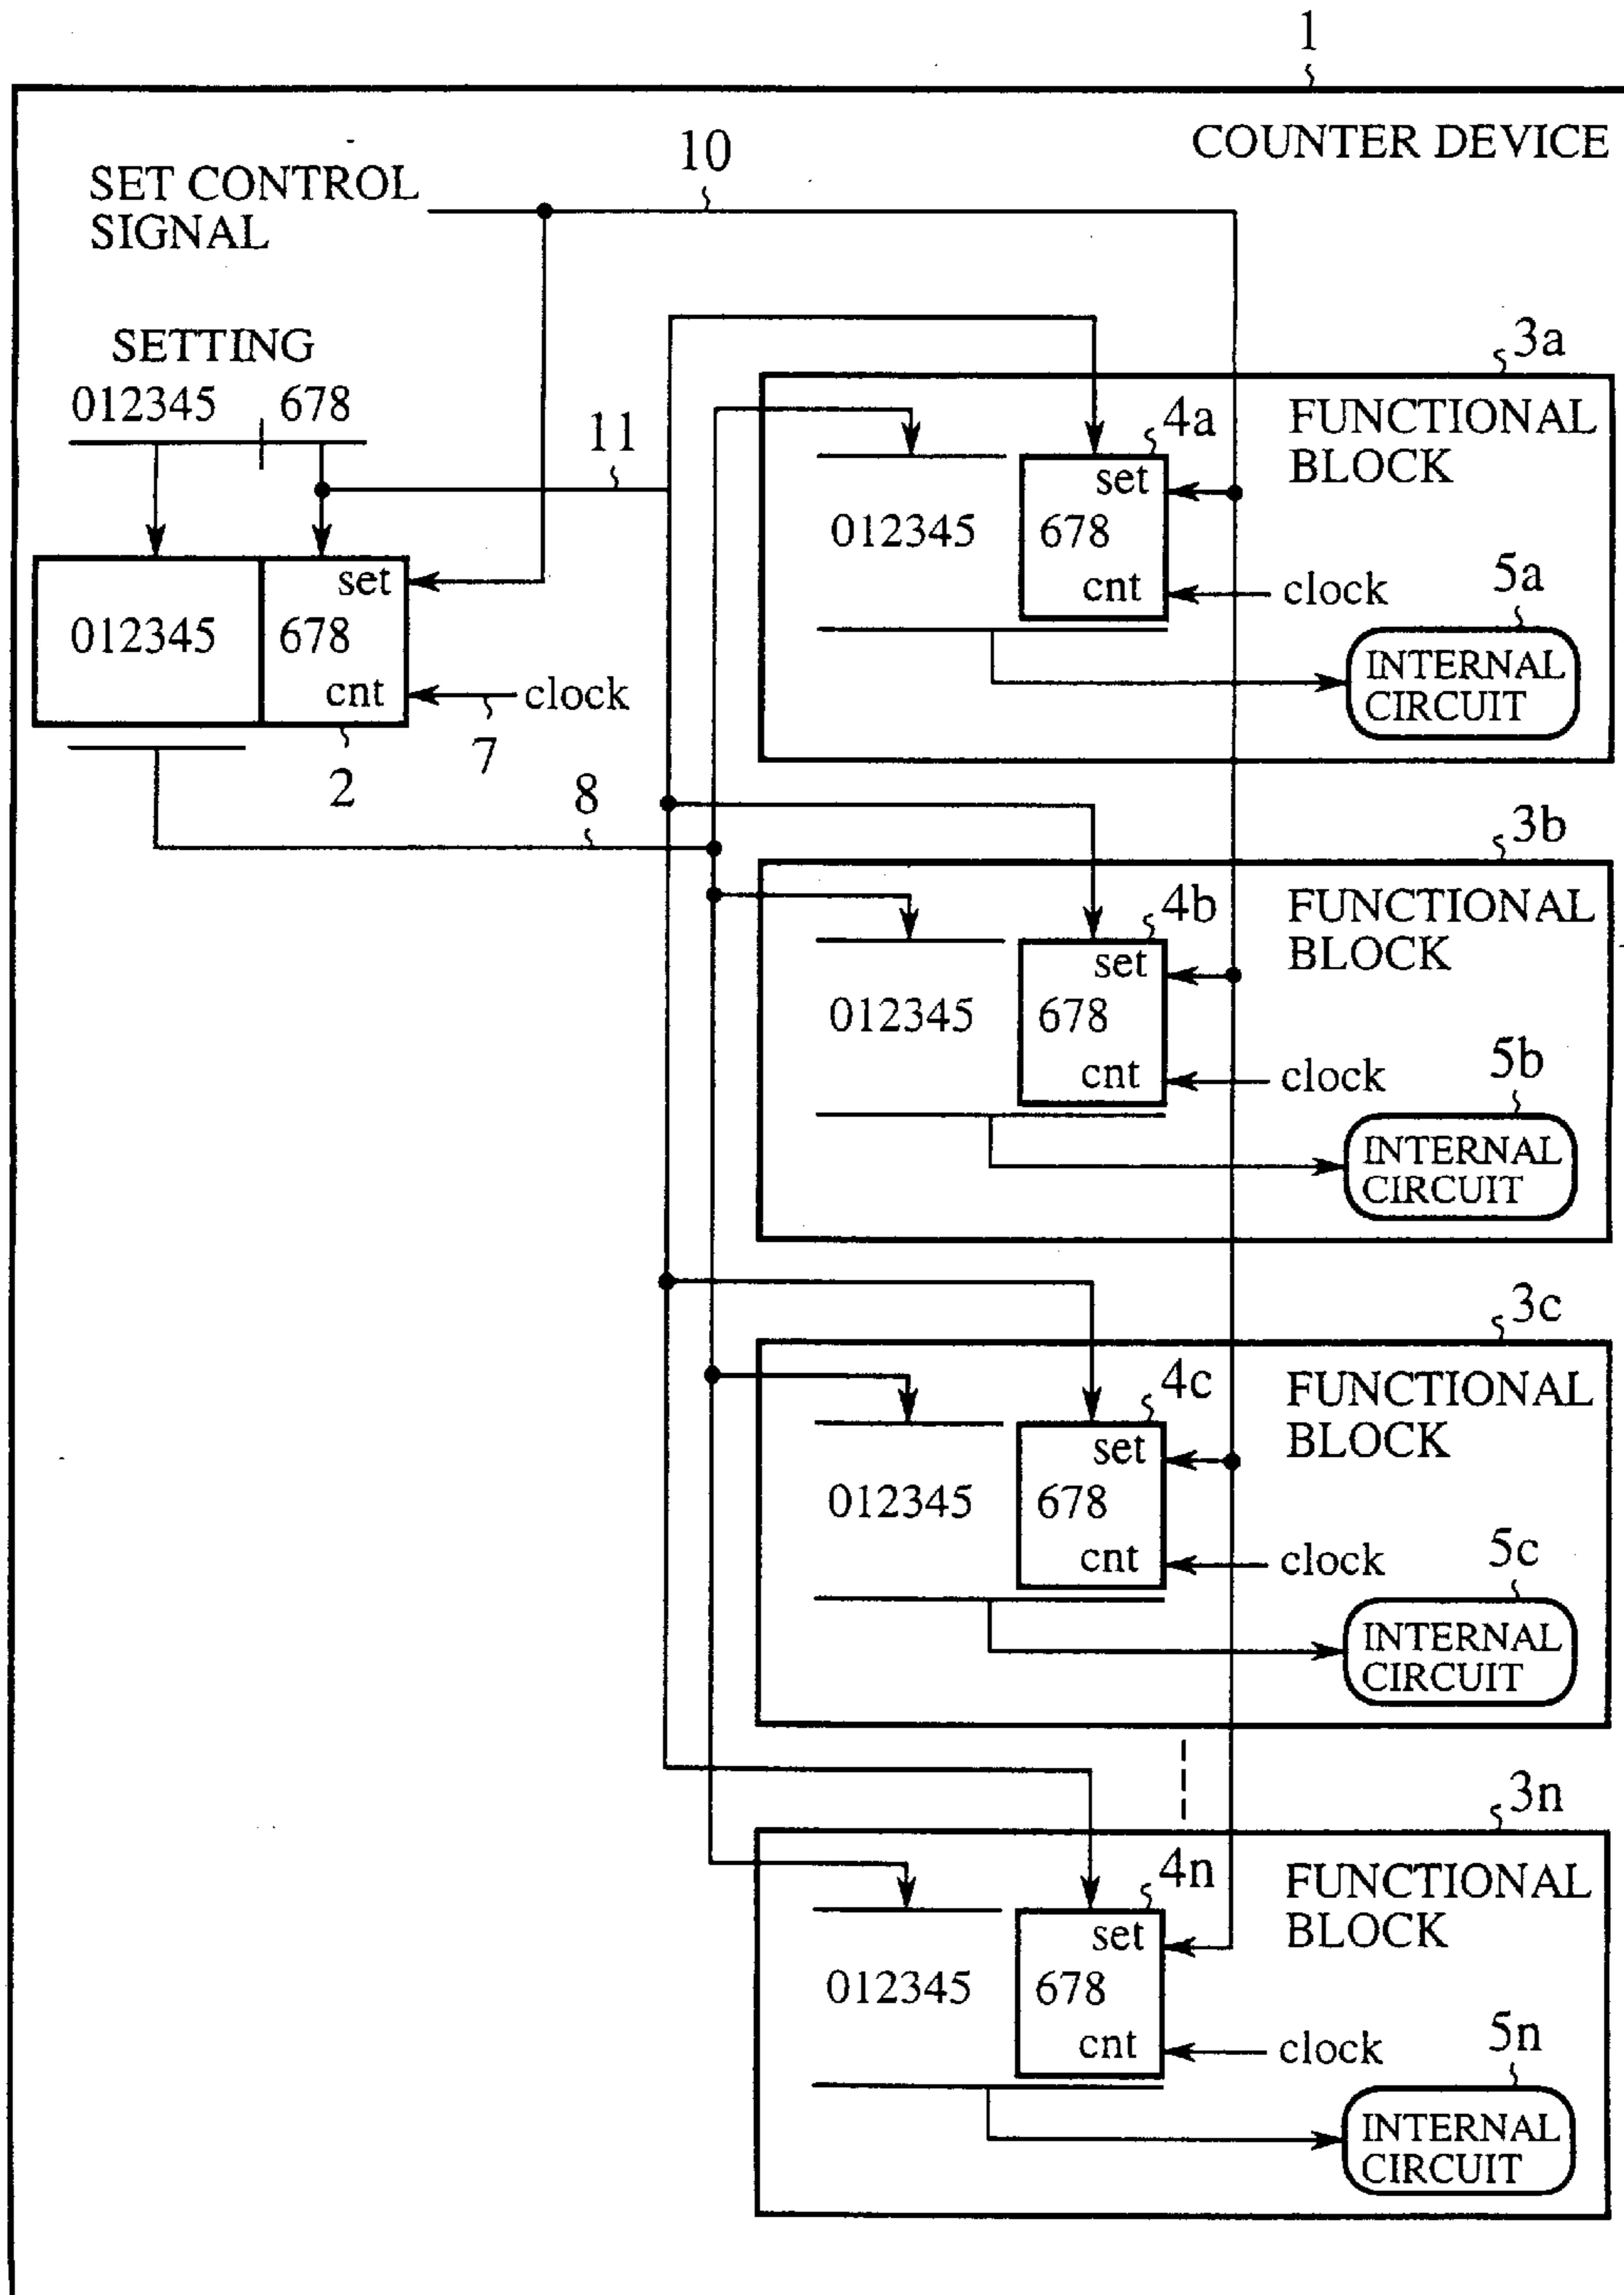 1
COUNTER DEVICE
10
SET CONTROL
SIGNAL
SETTING
012345 678
11
set
012345 678
cnt
clock
7
2
8
3a
FUNCTIONAL
BLOCK
4a
set
012345 678
cnt
clock
5a
INTERNAL
CIRCUIT
3b
FUNCTIONAL
BLOCK
4b
set
012345 678
cnt
clock
5b
INTERNAL
CIRCUIT
3c
FUNCTIONAL
BLOCK
4c
set
012345 678
cnt
clock
5c
INTERNAL
CIRCUIT
3n
FUNCTIONAL
BLOCK
4n
set
012345 678
cnt
clock
5n
INTERNAL
CIRCUIT